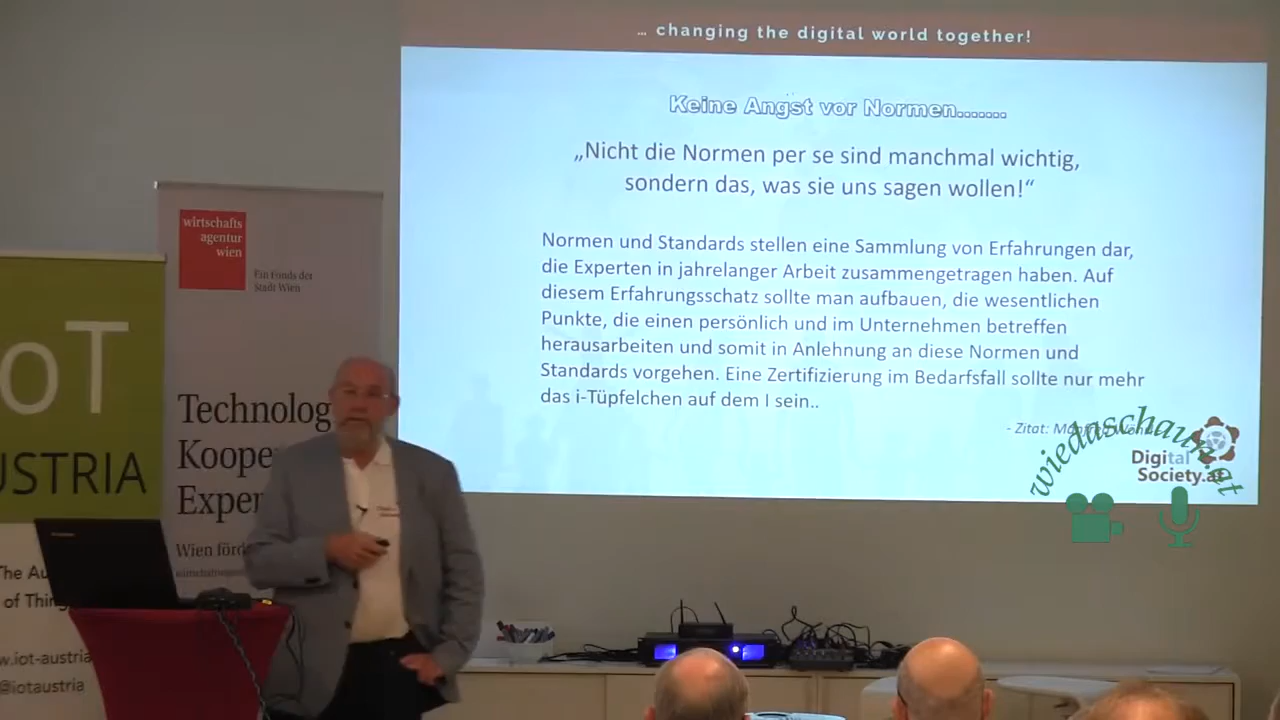 … changing the digital world together!
Keine Angst vor Normen.......
„Nicht die Normen per se sind manchmal wichtig,
sondern das, was sie uns sagen wollen!“
Normen und Standards stellen eine Sammlung von Erfahrungen dar,
die Experten in jahrelanger Arbeit zusammengetragen haben. Auf
diesem Erfahrungsschatz sollte man aufbauen, die wesentlichen
Punkte, die einen persönlich und im Unternehmen betreffen
herausarbeiten und somit in Anlehnung an diese Normen und
Standards vorgehen. Eine Zertifizierung im Bedarfsfall sollte nur mehr
das i-Tüpfelchen auf dem I sein..
- Zitat:
Digital
Society.at
wiedaschaun.at
wirtschafts
agentur
wien
Ein Fonds der
Stadt Wien
Technolog
Koope
Exper
Wien förd
oT
USTRIA
The Au
of Thing
w.iot-austria
@iotaustria